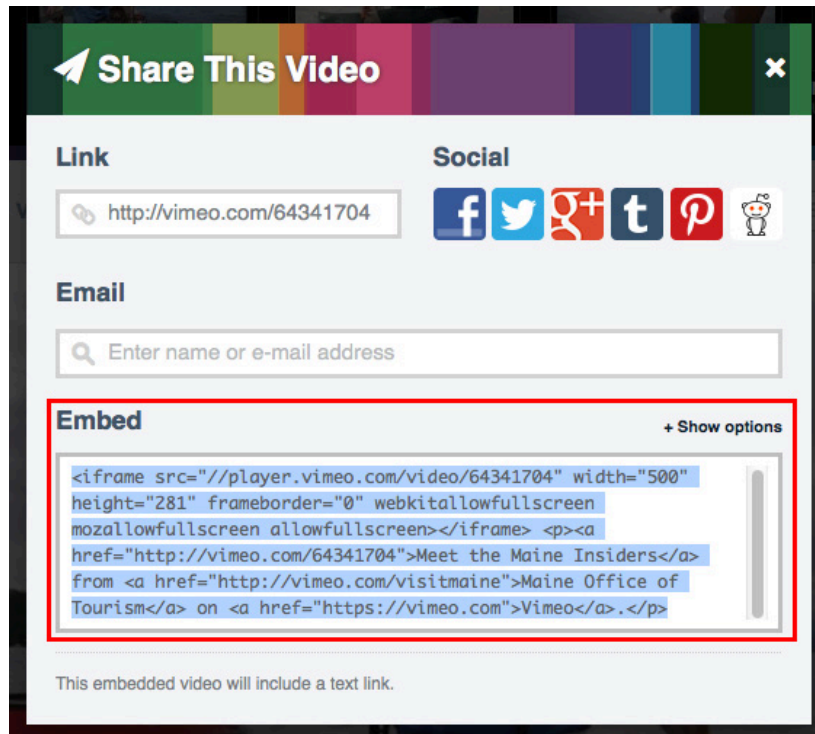 Share This Video
Link
Social
http://vimeo.com/64341704
f g+ t p
Email
Enter name or e-mail address
Embed
+ Show options
<iframe src="//player.vimeo.com/video/64341704" width="500"
height="281" frameborder="0" webkitallowfullscreen
mozallowfullscreen allowfullscreen></iframe> <p><a
href="http://vimeo.com/64341704">Meet the Maine Insiders</a>
from <a href="http://vimeo.com/visitmaine">Maine Office of
Tourism</a> on <a href="https://vimeo.com">Vimeo</a>.</p>
This embedded video will include a text link.